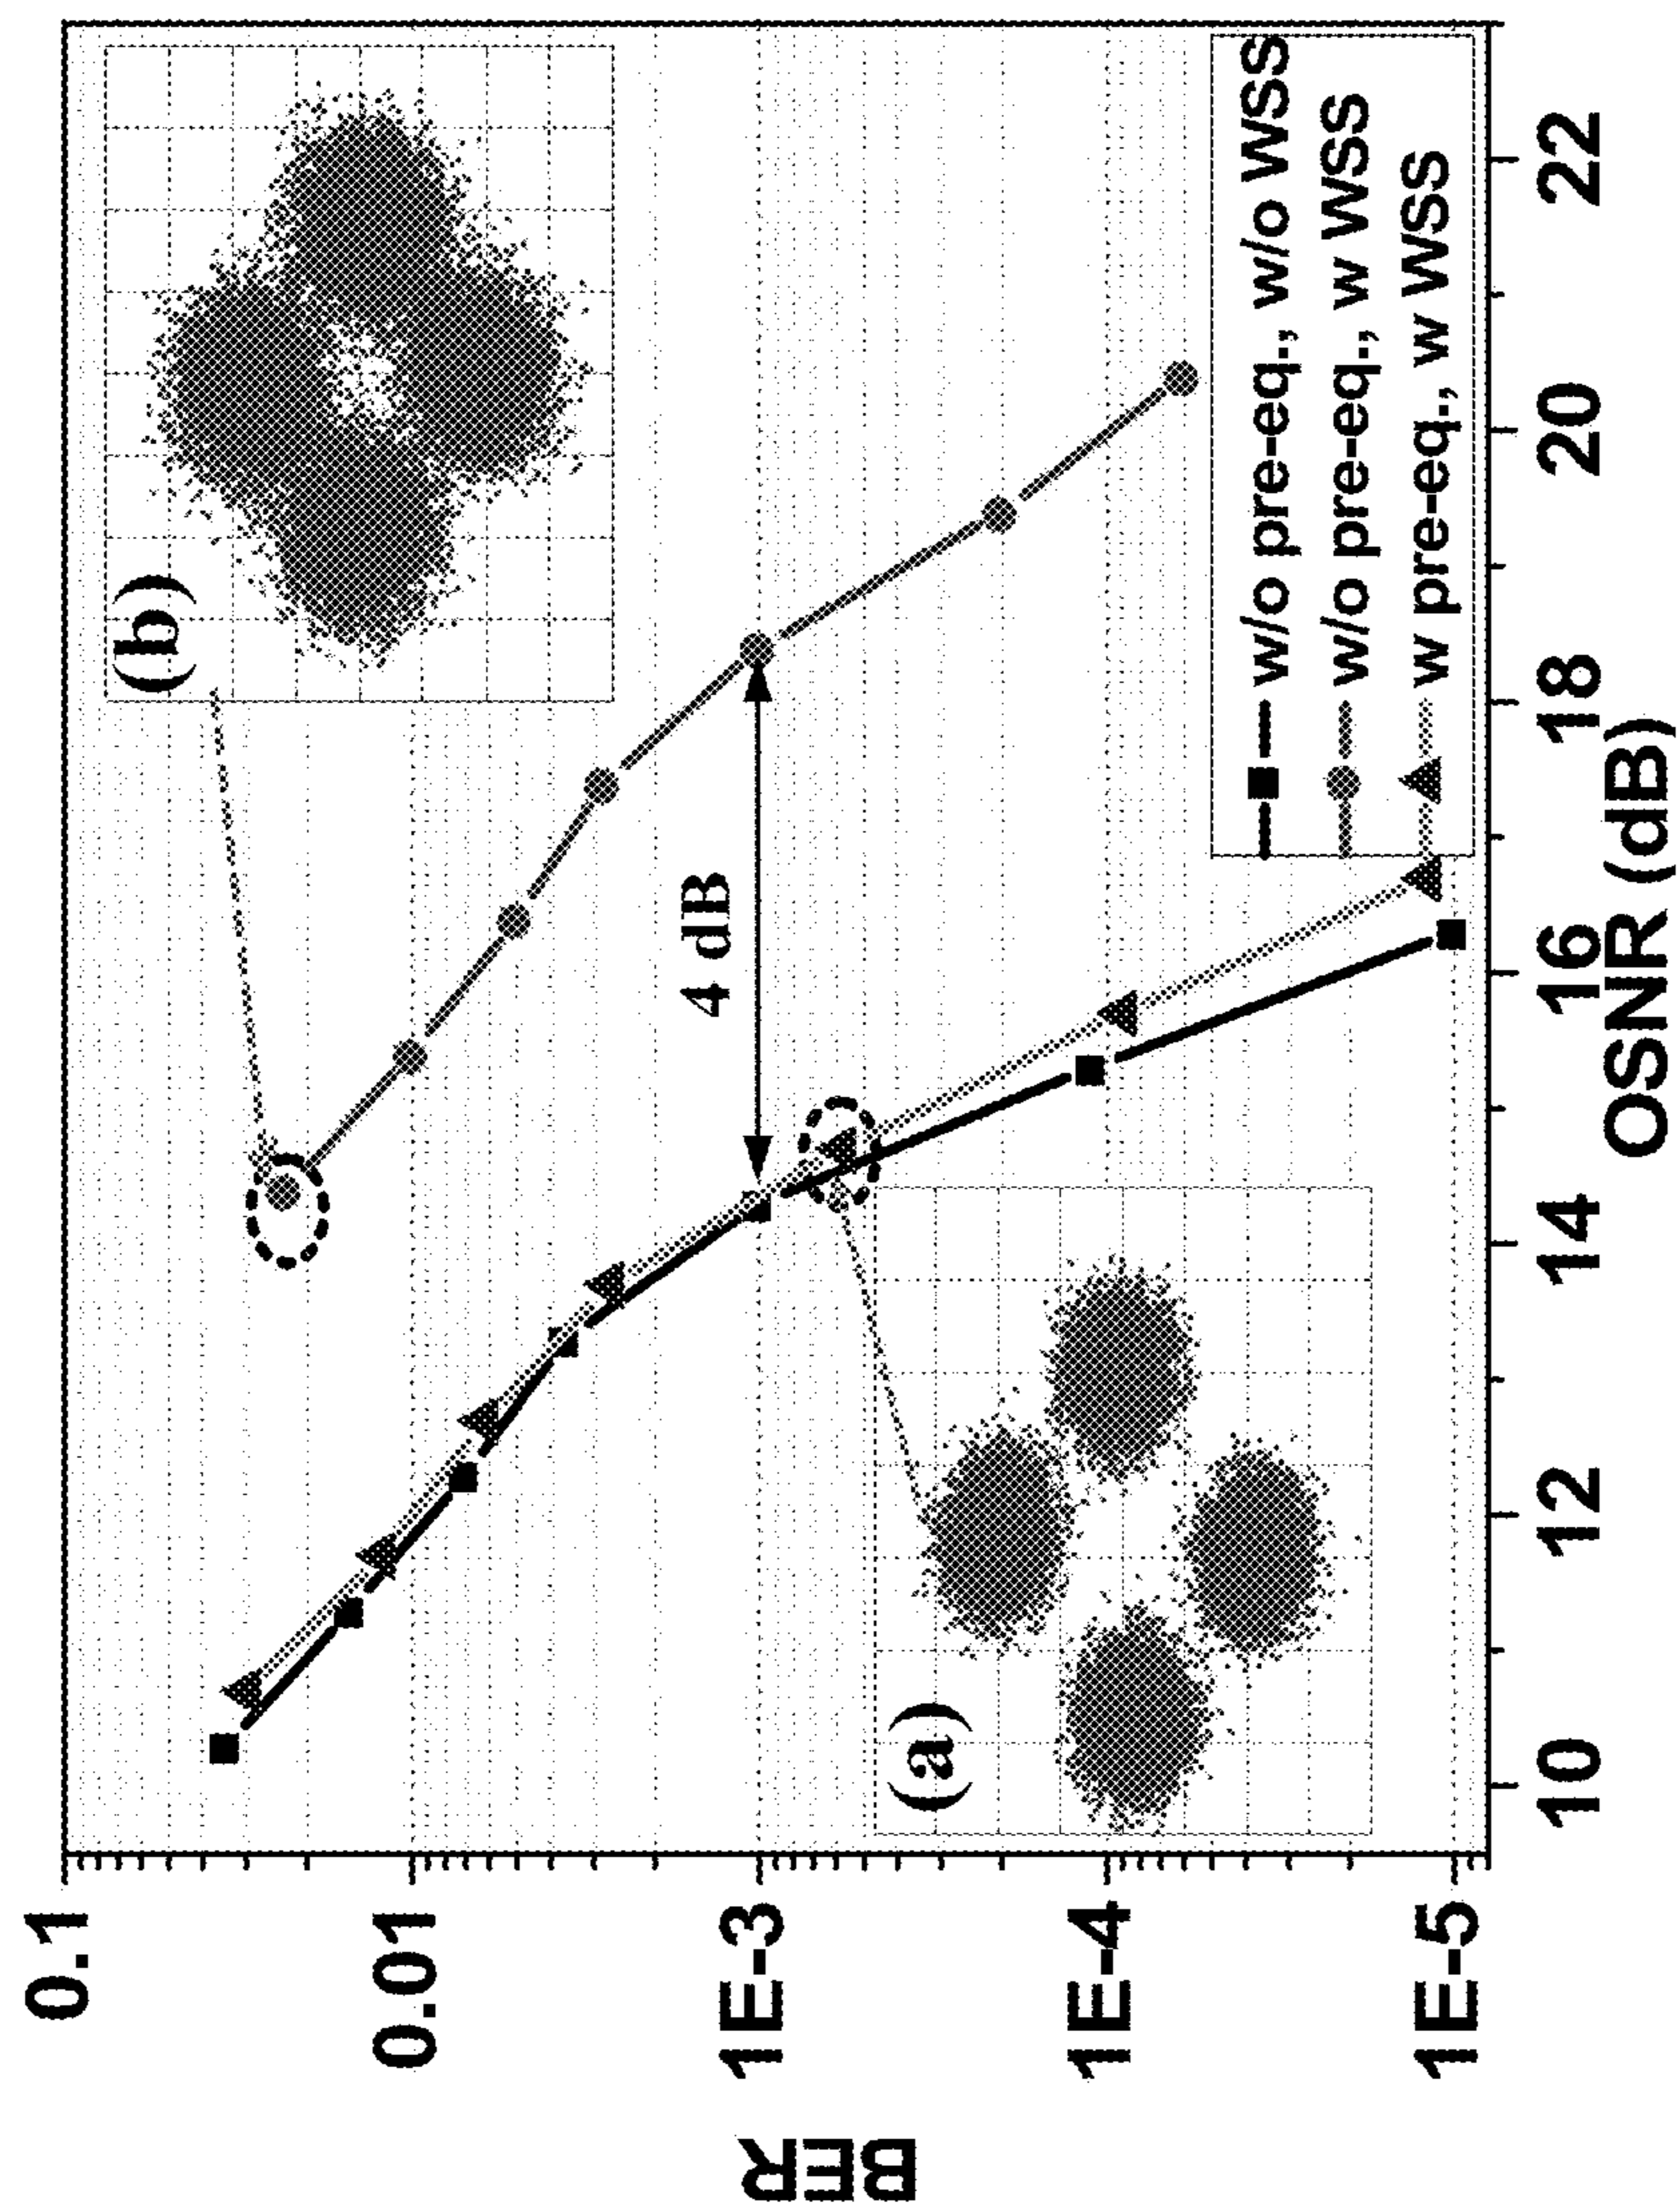 BER
0.1
0.01
1E-3
1E-4
1E-5
(a)
(b)
4 dB
w/o pre-eq., w/o WSS
w/o pre-eq., w WSS
w pre-eq., w WSS
10
12
14
16
18
20
22
OSNR (dB)